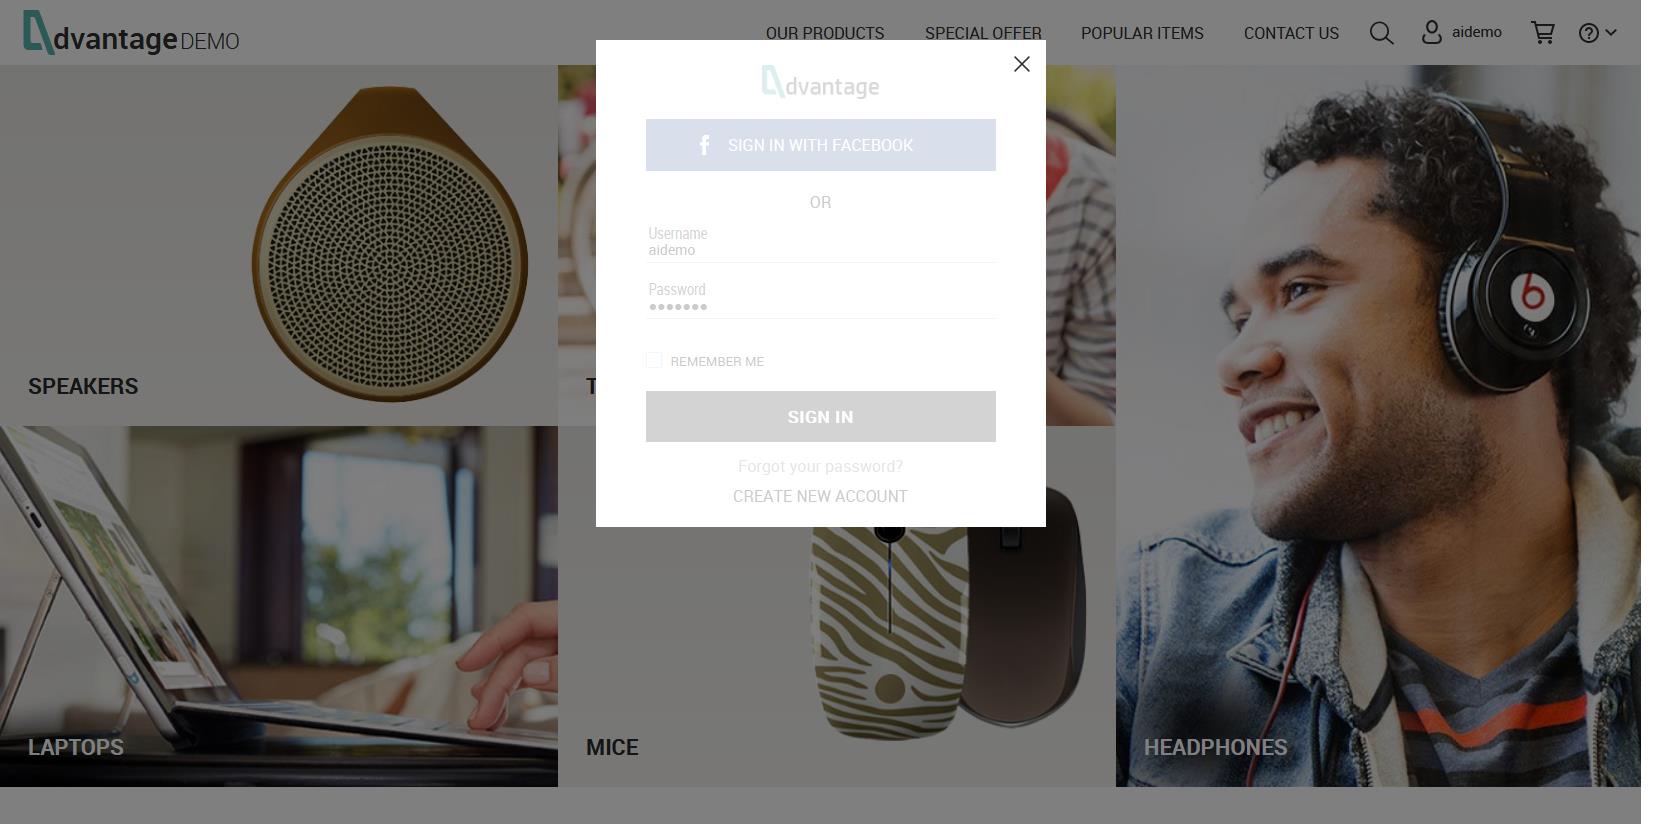 dvantage DEMO
OUR PRODUCTS
SPECIAL OFFER
POPULAR ITEMS
CONTACT US
aidemo
dvantage
SIGN IN WITH FACEBOOK
OR
Username
aidemo
Password
REMEMBER ME
SIGN IN
Forgot your password?
CREATE NEW ACCOUNT
SPEAKERS
T
LAPTOPS
MICE
HEADPHONES